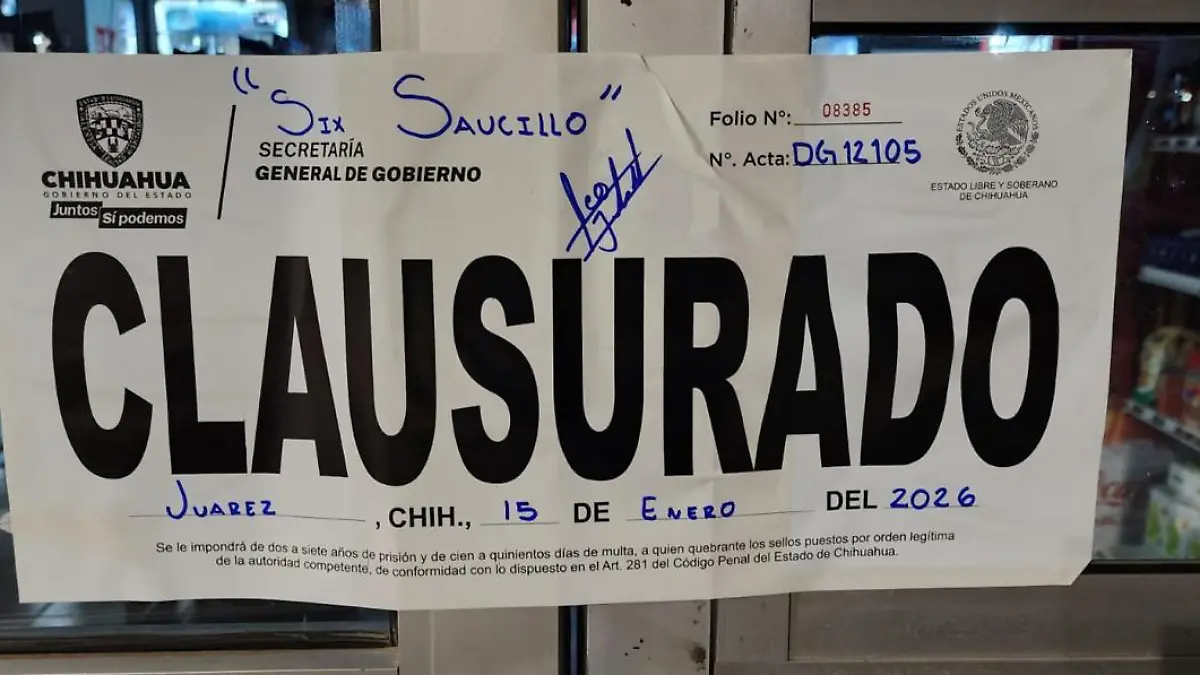 "Six Saucillo"
CHIHUAHUA
GOBIERNO DEL ESTADO
Juntos Sí podemos
SECRETARÍA
GENERAL DE GOBIERNO
Folio N°: 08385
N°. Acta: DG12105
ESTADOS UNIDOS MEXICANOS
ESTADO LIBRE Y SOBERANO
DE CHIHUAHUA
CLAUSURADO
JUAREZ, CHIH., 15 DE ENERO DEL 2026
Se le impondrá de dos a siete años de prisión y de cien a quinientos días de multa, a quien quebrante los sellos puestos por orden legítima
de la autoridad competente, de conformidad con lo dispuesto en el Art. 281 del Código Penal del Estado de Chihuahua.